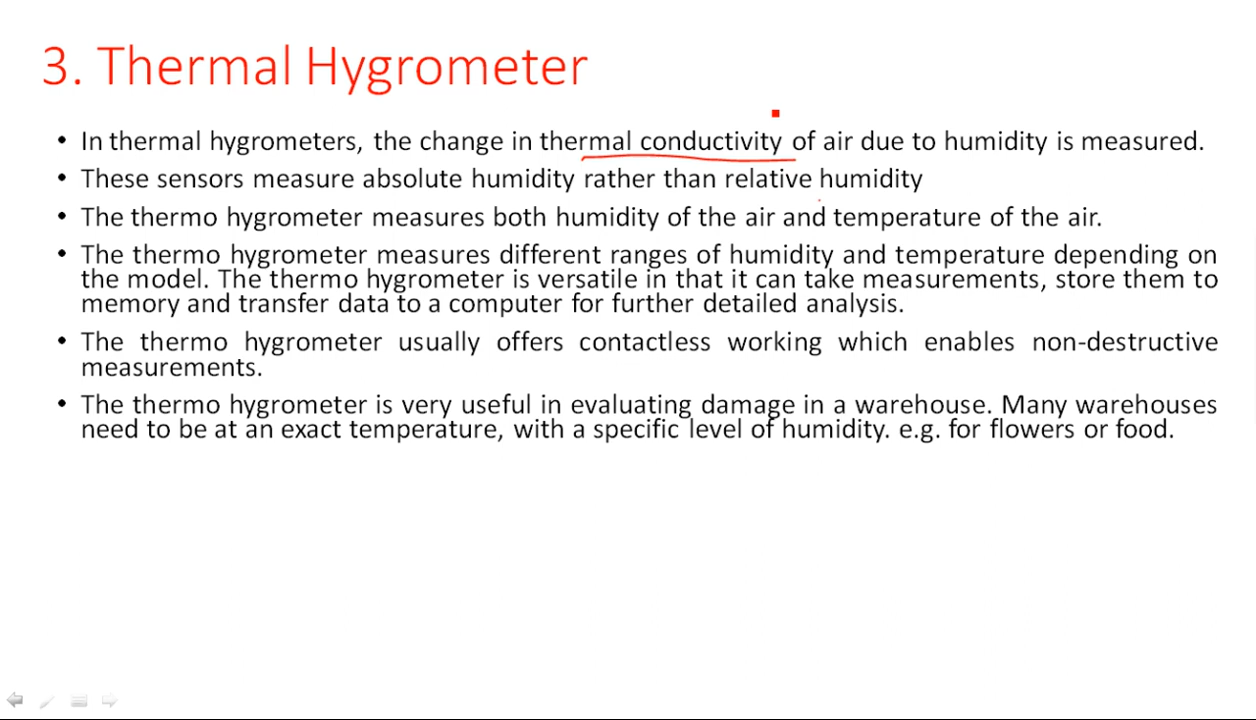 3. Thermal Hygrometer
• In thermal hygrometers, the change in thermal conductivity of air due to humidity is measured.
• These sensors measure absolute humidity rather than relative humidity
• The thermo hygrometer measures both humidity of the air and temperature of the air.
• The thermo hygrometer measures different ranges of humidity and temperature depending on
the model. The thermo hygrometer is versatile in that it can take measurements, store them to
memory and transfer data to a computer for further detailed analysis.
• The thermo hygrometer usually offers contactless working which enables non-destructive
measurements.
• The thermo hygrometer is very useful in evaluating damage in a warehouse. Many warehouses
need to be at an exact temperature, with a specific level of humidity. e.g. for flowers or food.